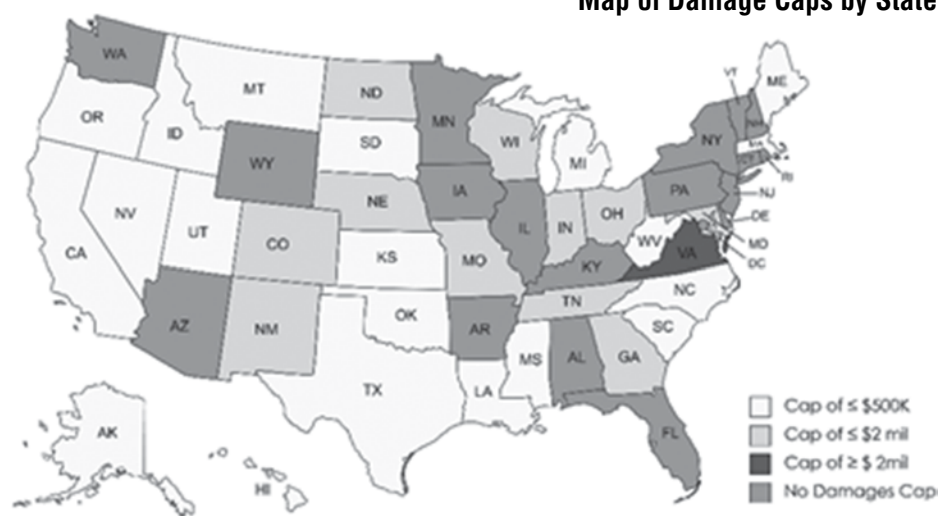 Map of Damage Caps by State
WA
MT
ND
MN
OR
ID
WY
SD
WI
MI
VT
ME
NH
NY
MA
CT
RI
NV
UT
CO
NE
IA
IL
IN
OH
PA
NJ
DE
MD
DC
CA
KS
MO
KY
WV
VA
AZ
NM
OK
AR
TN
NC
SC
TX
LA
MS
AL
GA
FL
AK
HI
Cap of ≤ $500K
Cap of ≤ $2 mil
Cap of ≥ $ 2mil
No Damages Cap